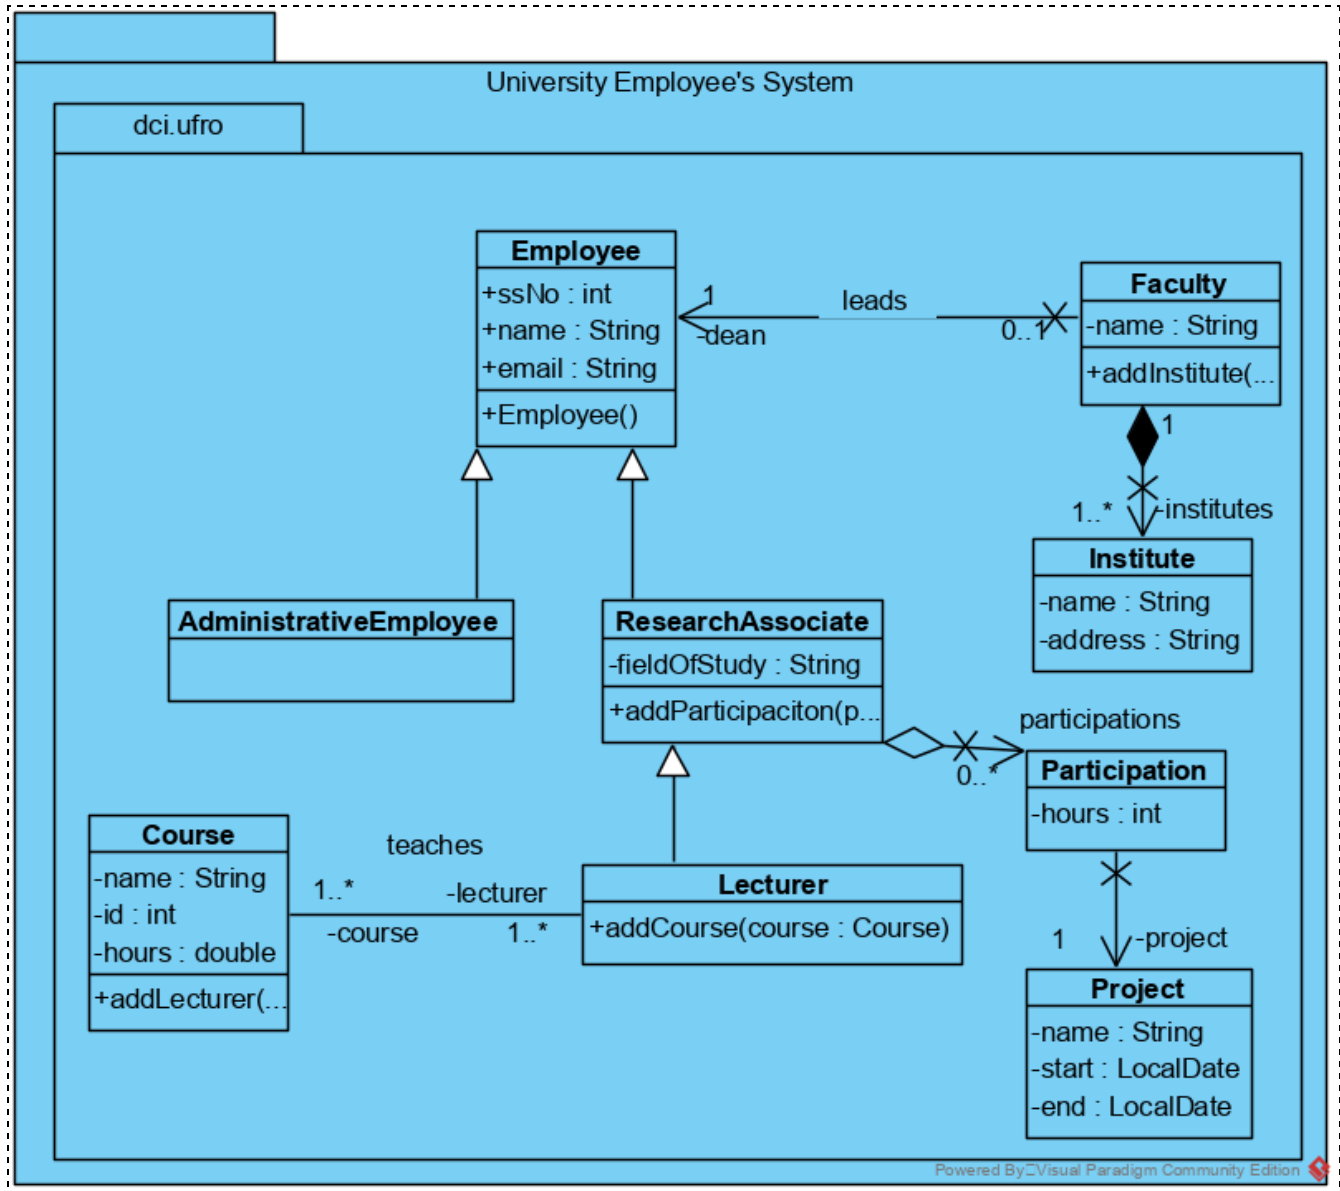 University Employee's System
dci.ufro
Employee
+ssNo : int
+name : String
+email : String
+Employee()
1
-dean
leads
0..1
Faculty
-name : String
+addInstitute(...
1
1..*
-institutes
Institute
-name : String
-address : String
AdministrativeEmployee
ResearchAssociate
-fieldOfStudy : String
+addParticipaciton(p...
participations
0..*
Participation
-hours : int
Course
-name : String
-id : int
-hours : double
+addLecturer(...
teaches
1..*
-lecturer
-course
1..*
Lecturer
+addCourse(course : Course)
1
-project
Project
-name : String
-start : LocalDate
-end : LocalDate
Powered By Visual Paradigm Community Edition